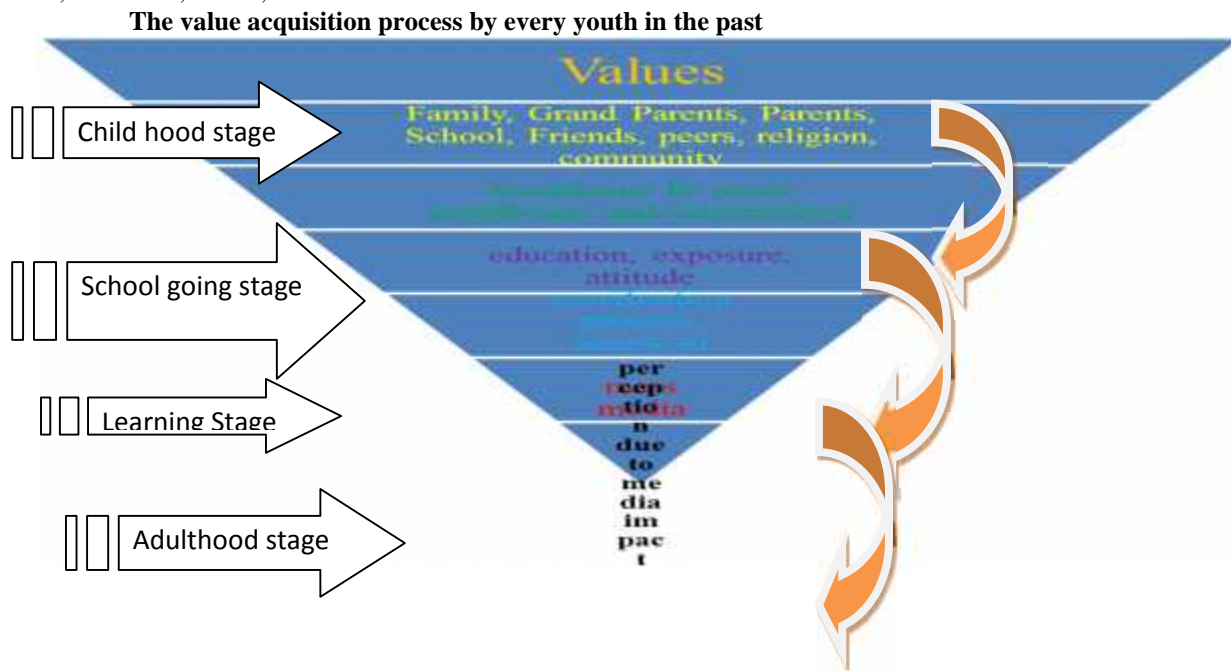 The value acquisition process by every youth in the past
Values
Child hood stage
Family, Grand Parents, Parents,
School, Friends, peers, religion,
community
School going stage
education, exposure,
attitude
Learning Stage
per
cep
tio
n
due
to
me
dia
im
pac
t
media
Adulthood stage